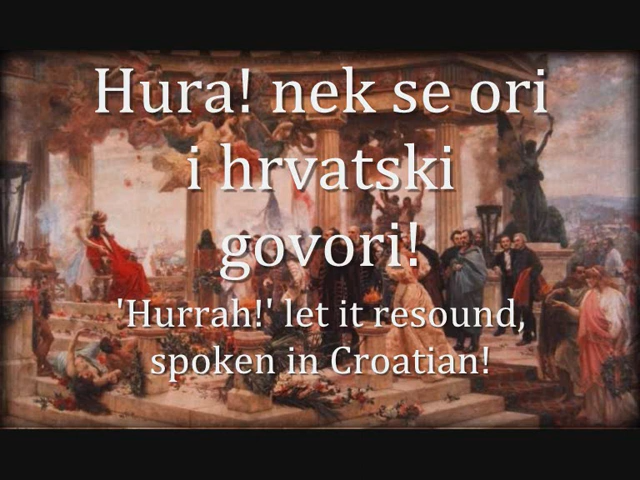 Hura! nek se ori
i hrvatski
govori!
'Hurrah!' let it resound,
spoken in Croatian!